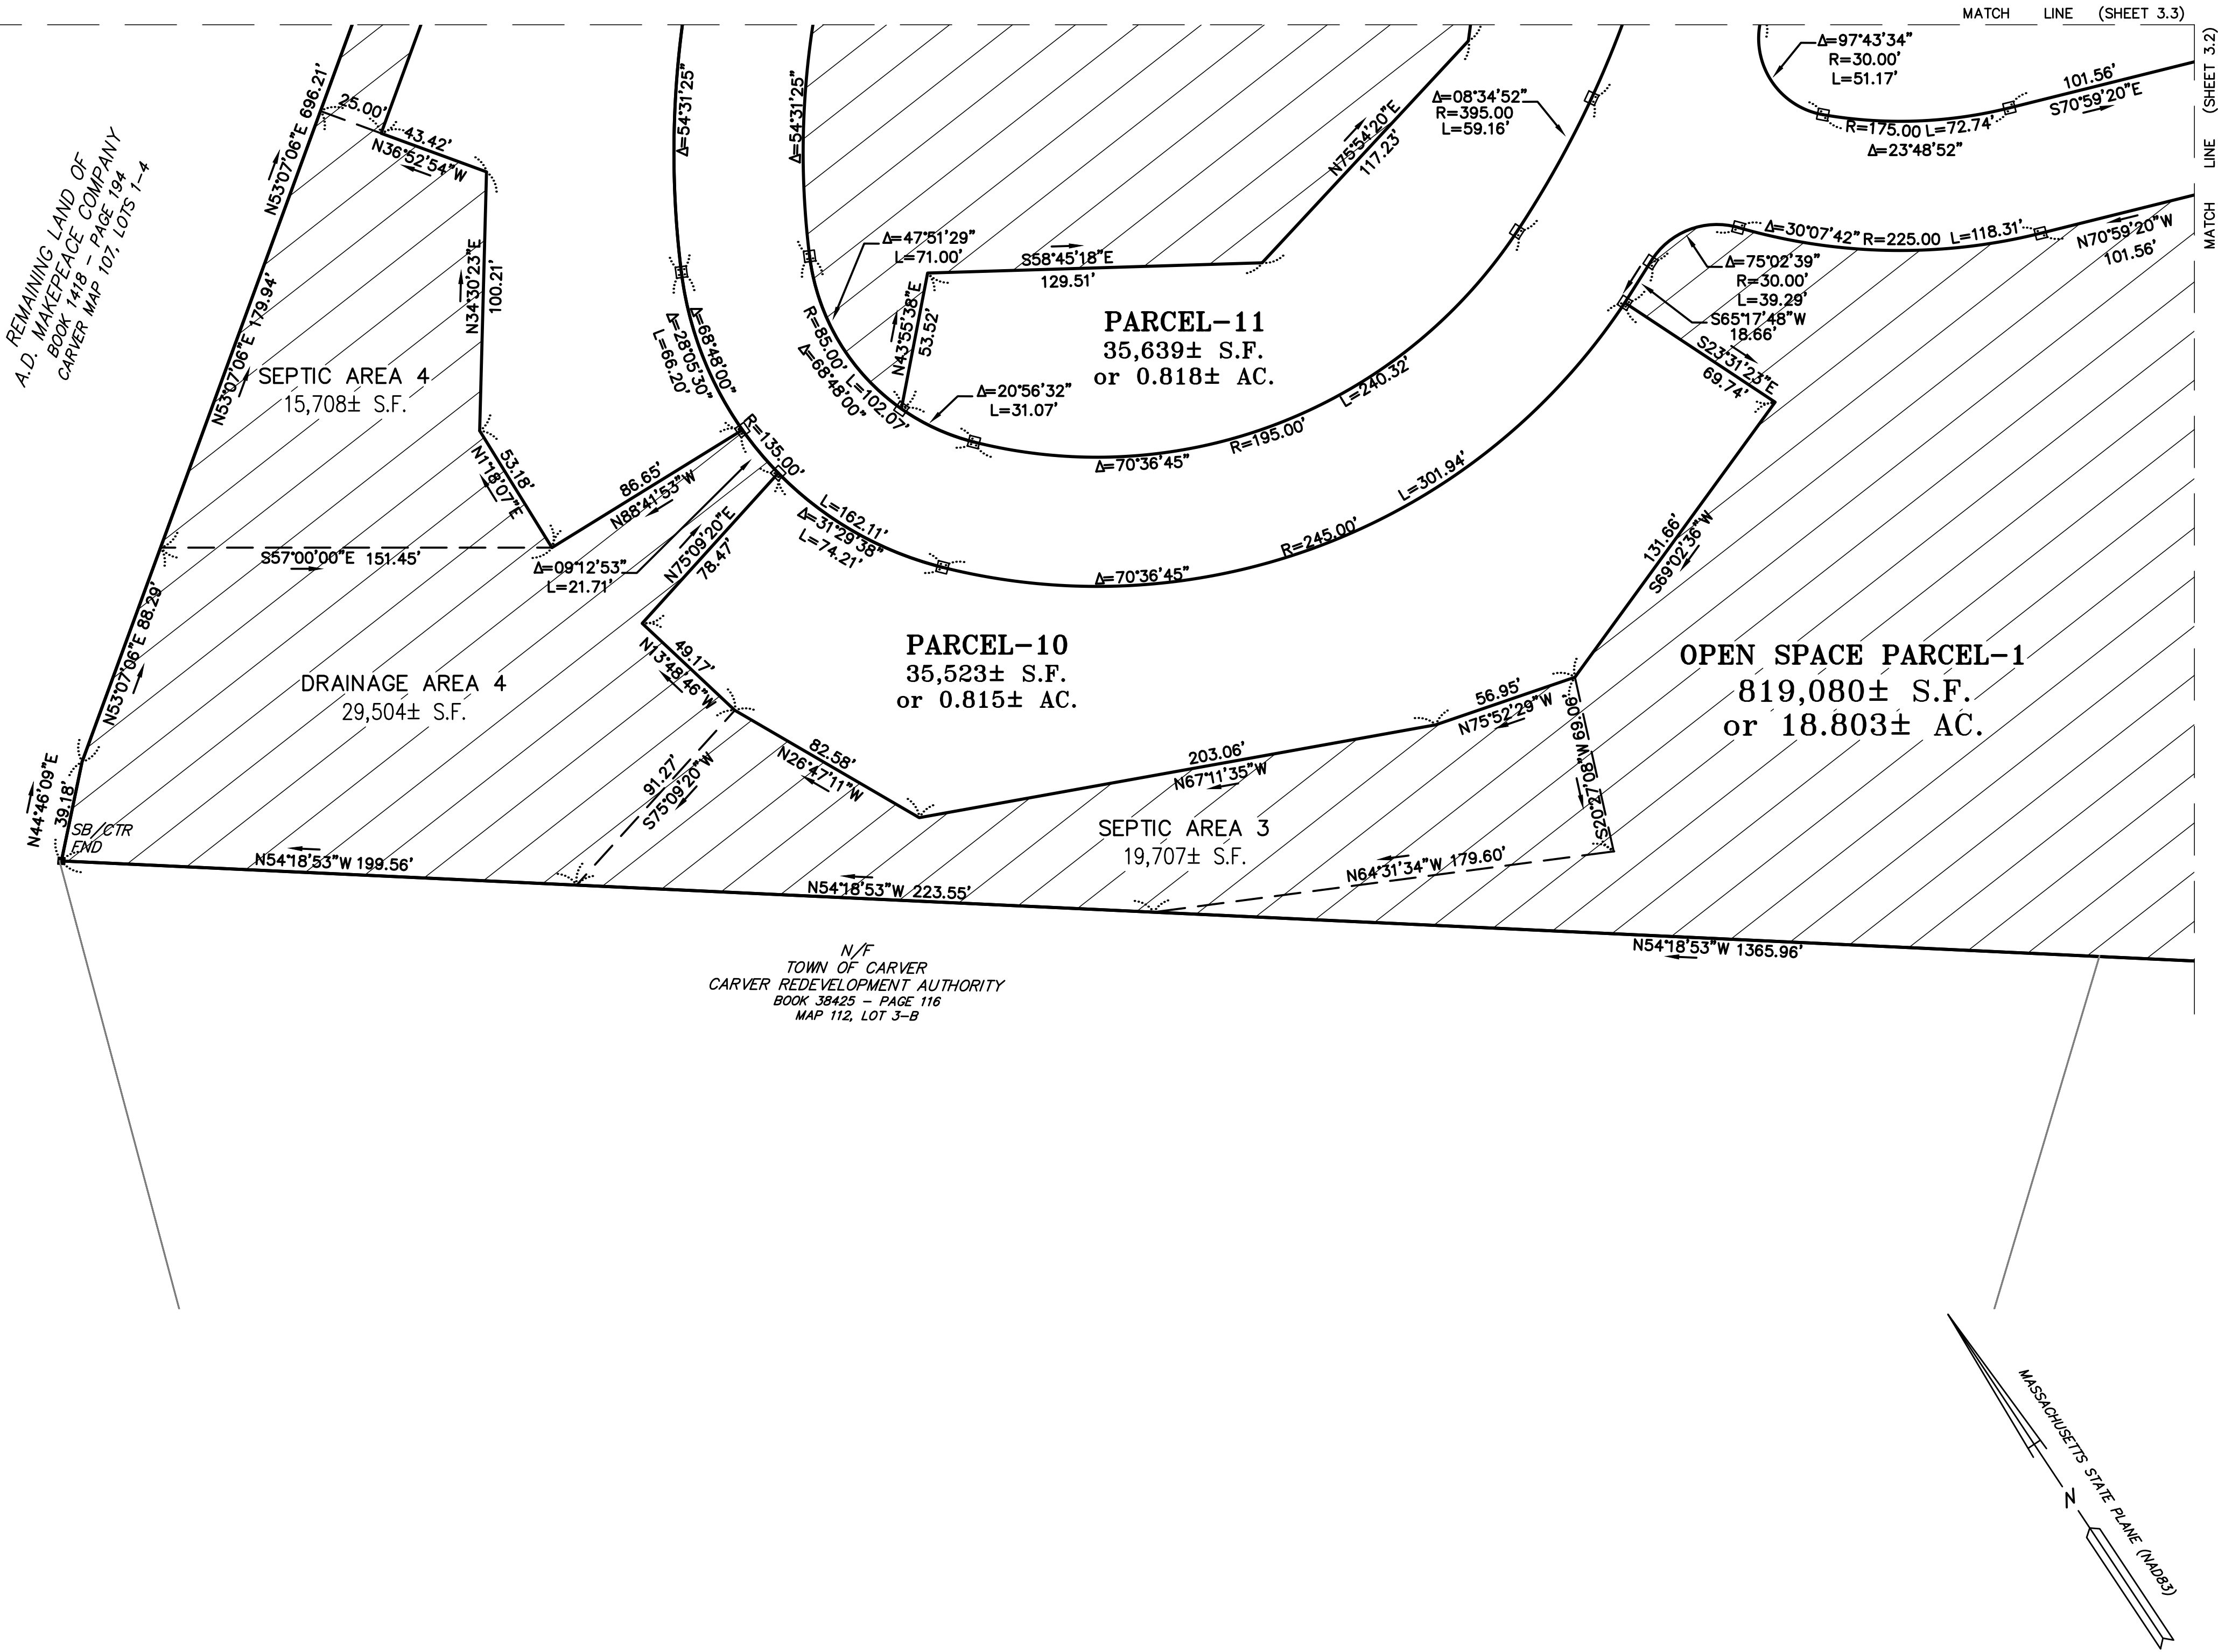 MATCH LINE (SHEET 3.3)
MATCH LINE (SHEET 3.2)
REMAINING LAND OF
A.D. MAKEPEACE COMPANY
BOOK 1418 - PAGE 194
CARVER MAP 107, LOTS 1-4
N53°07'06"E 696.21'
25.00'
43.42'
N36°52'54"W
N53°07'06"E 179.94'
N34°30'23"E
100.21'
SEPTIC AREA 4
15,708± S.F.
53.18'
N1°18'07"E
86.65'
N88°41'53"W
S57°00'00"E 151.45'
Δ=09°12'53"
L=21.71'
N75°09'20"E
78.47'
N53°07'06"E 88.29'
DRAINAGE AREA 4
29,504± S.F.
N44°46'09"E
39.18'
SB/CTR
FND
N54°18'53"W 199.56'
Δ=54°31'25"
Δ=54°31'25"
Δ=68°48'00"
Δ=28°05'30"
L=66.20'
R=135.00'
L=162.11'
Δ=31°29'38"
L=74.21'
R=85.00' L=102.07'
Δ=68°48'00"
Δ=47°51'29"
L=71.00'
N43°55'38"E
53.52'
S58°45'18"E
129.51'
N75°54'20"E
117.23'
Δ=20°56'32"
L=31.07'
PARCEL-11
35,639± S.F.
or 0.818± AC.
Δ=08°34'52"
R=395.00
L=59.16'
L=240.32'
R=195.00'
Δ=70°36'45"
L=301.94'
R=245.00'
Δ=70°36'45"
Δ=97°43'34"
R=30.00'
L=51.17'
R=175.00 L=72.74'
Δ=23°48'52"
101.56'
S70°59'20"E
Δ=30°07'42" R=225.00 L=118.31'
N70°59'20"W
101.56'
Δ=75°02'39"
R=30.00'
L=39.29'
S65°17'48"W
18.66'
S23°31'23"E
69.74'
131.66'
S69°02'36"W
PARCEL-10
35,523± S.F.
or 0.815± AC.
49.17'
N13°48'46"W
82.58'
N26°47'11"W
91.27'
S75°09'20"W
203.06'
N67°11'35"W
56.95'
N75°52'29"W
S20°27'08"W 69.06'
OPEN SPACE PARCEL-1
819,080± S.F.
or 18.803± AC.
SEPTIC AREA 3
19,707± S.F.
N64°31'34"W 179.60'
N54°18'53"W 223.55'
N54°18'53"W 1365.96'
N/F
TOWN OF CARVER
CARVER REDEVELOPMENT AUTHORITY
BOOK 38425 - PAGE 116
MAP 112, LOT 3-B
MASSACHUSETTS STATE PLANE (NAD83)
N